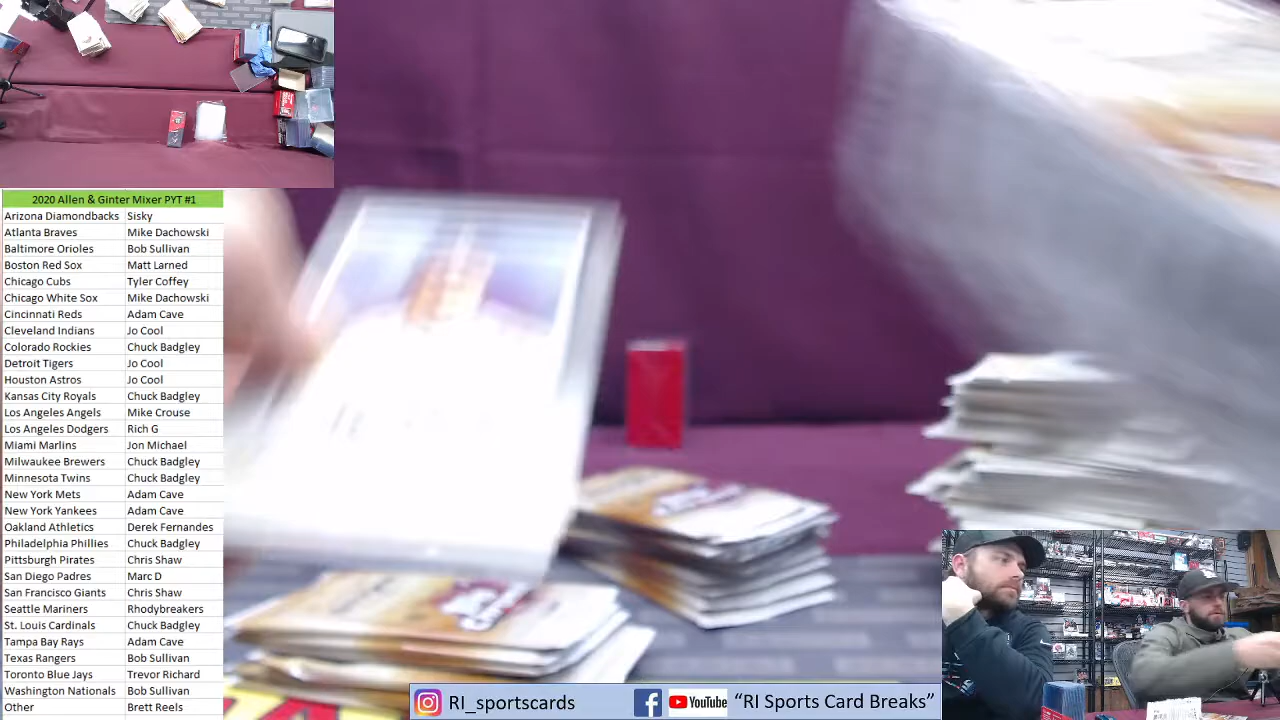 2020 Allen & Ginter Mixer PYT #1
Arizona Diamondbacks Sisky
Atlanta Braves Mike Dachowski
Baltimore Orioles Bob Sullivan
Boston Red Sox Matt Larned
Chicago Cubs Tyler Coffey
Chicago White Sox Mike Dachowski
Cincinnati Reds Adam Cave
Cleveland Indians Jo Cool
Colorado Rockies Chuck Badgley
Detroit Tigers Jo Cool
Houston Astros Jo Cool
Kansas City Royals Chuck Badgley
Los Angeles Angels Mike Crouse
Los Angeles Dodgers Rich G
Miami Marlins Jon Michael
Milwaukee Brewers Chuck Badgley
Minnesota Twins Chuck Badgley
New York Mets Adam Cave
New York Yankees Adam Cave
Oakland Athletics Derek Fernandes
Philadelphia Phillies Chuck Badgley
Pittsburgh Pirates Chris Shaw
San Diego Padres Marc D
San Francisco Giants Chris Shaw
Seattle Mariners Rhodybreakers
St. Louis Cardinals Chuck Badgley
Tampa Bay Rays Adam Cave
Texas Rangers Bob Sullivan
Toronto Blue Jays Trevor Richard
Washington Nationals Bob Sullivan
Other Brett Reels
RI_sportscards
YouTube "RI Sports Card Breaks"